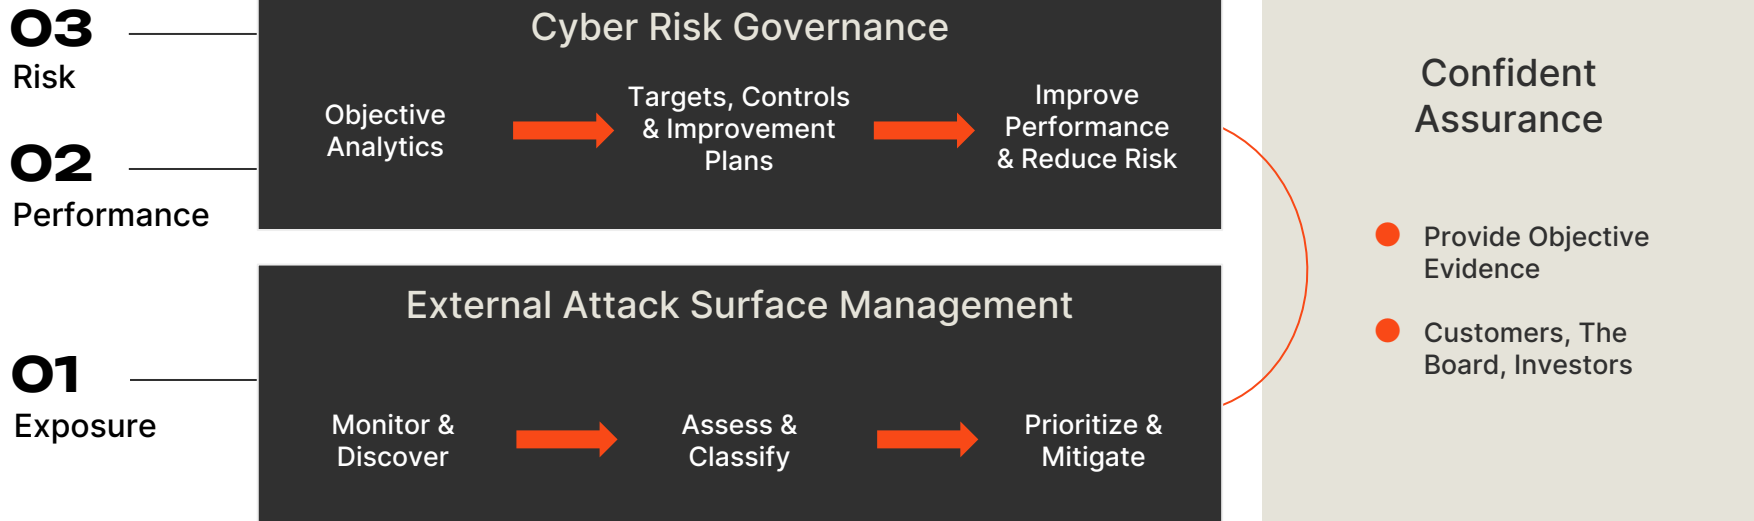 03
Risk
02
Performance
01
Exposure
Cyber Risk Governance
Objective
Analytics
Targets, Controls
& Improvement
Plans
Improve
Performance
& Reduce Risk
External Attack Surface Management
Monitor &
Discover
Assess &
Classify
Prioritize &
Mitigate
Confident
Assurance
Provide Objective
Evidence
Customers, The
Board, Investors